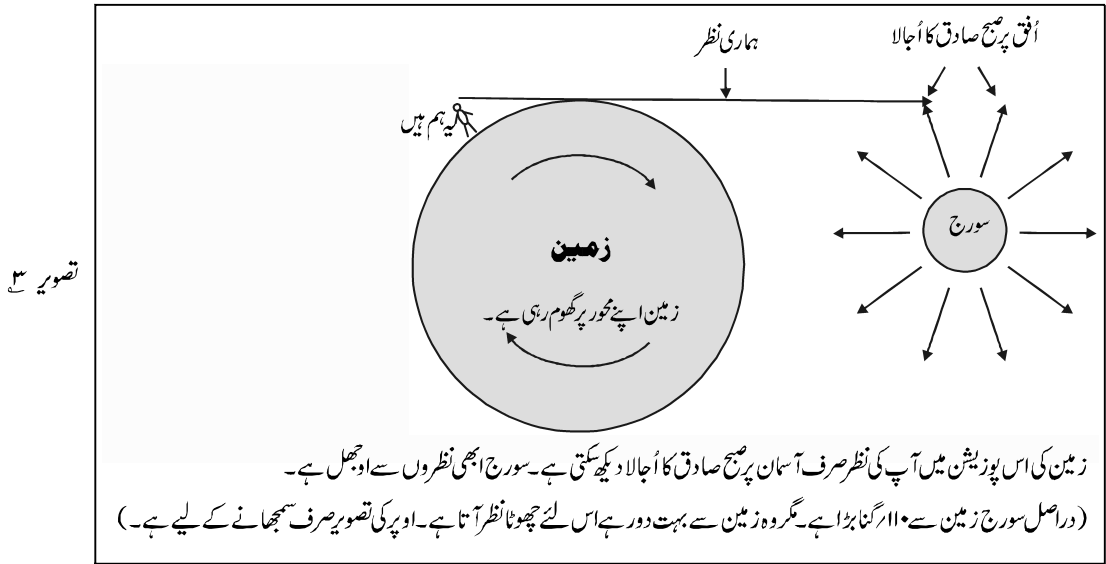 اُفق پر صبح صادق کا اُجالا
ہماری نظر
یہ ہم ہیں
سورج
زمین
زمین اپنے محور پر گھوم رہی ہے۔
تصویر ۳؎
زمین کی اس پوزیشن میں آپ کی نظر صرف آسمان پر صبح صادق کا اُجالا دیکھ سکتی ہے۔ سورج ابھی نظروں سے اوجھل ہے۔
(دراصل سورج زمین سے ۱۱۰؍گنا بڑا ہے۔ مگر وہ زمین سے بہت دور ہے اس لئے چھوٹا نظر آتا ہے۔ اوپر کی تصویر صرف سمجھانے کے لیے ہے۔)